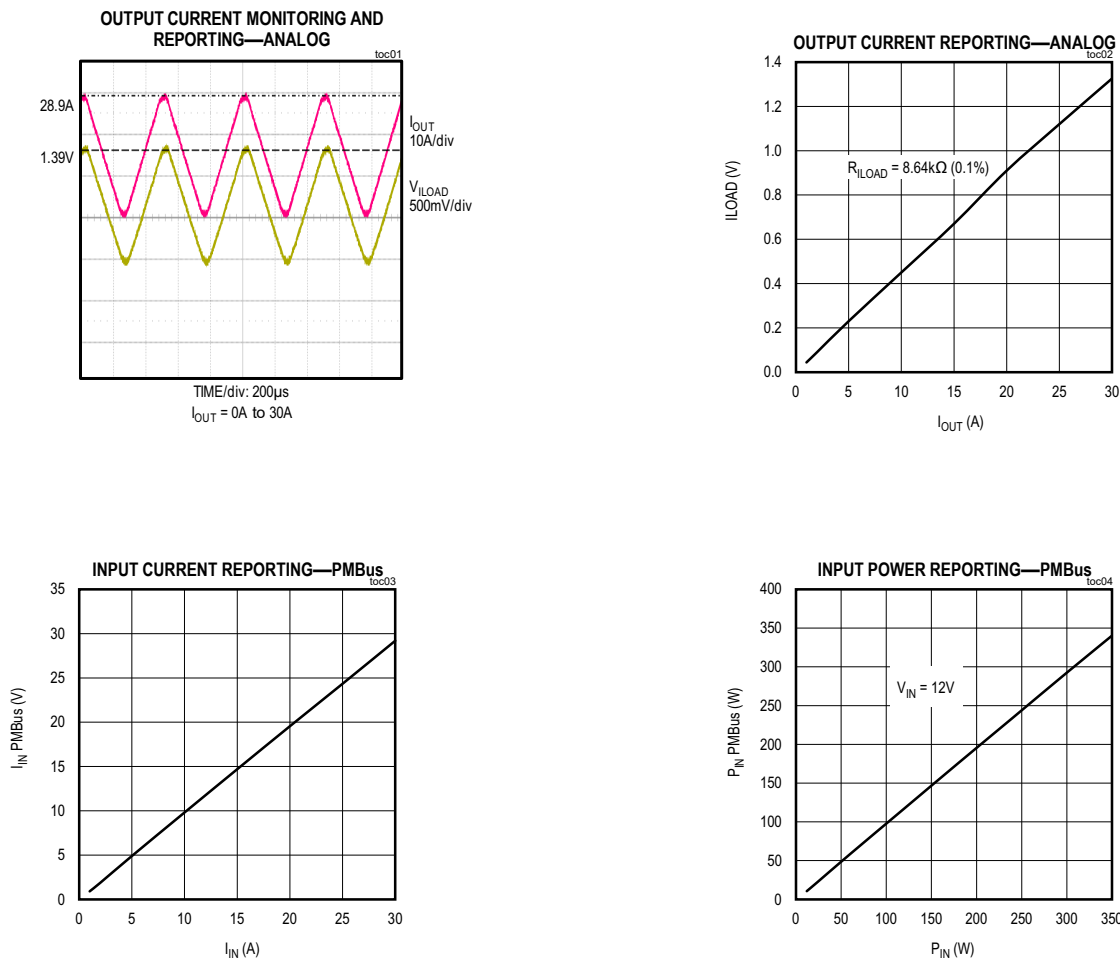 OUTPUT CURRENT MONITORING AND
REPORTING—ANALOG
toc01
28.9A
1.39V
IOUT
10A/div
VILOAD
500mV/div
TIME/div: 200µs
IOUT = 0A to 30A
OUTPUT CURRENT REPORTING—ANALOG
toc02
ILOAD (V)
1.4
1.2
1.0
0.8
0.6
0.4
0.2
0.0
RILOAD = 8.64kΩ (0.1%)
0 5 10 15 20 25 30
IOUT (A)
INPUT CURRENT REPORTING—PMBus
toc03
IIN PMBus (V)
35
30
25
20
15
10
5
0
0 5 10 15 20 25 30
IIN (A)
INPUT POWER REPORTING—PMBus
toc04
PIN PMBus (W)
400
350
300
250
200
150
100
50
0
VIN = 12V
0 50 100 150 200 250 300 350
PIN (W)